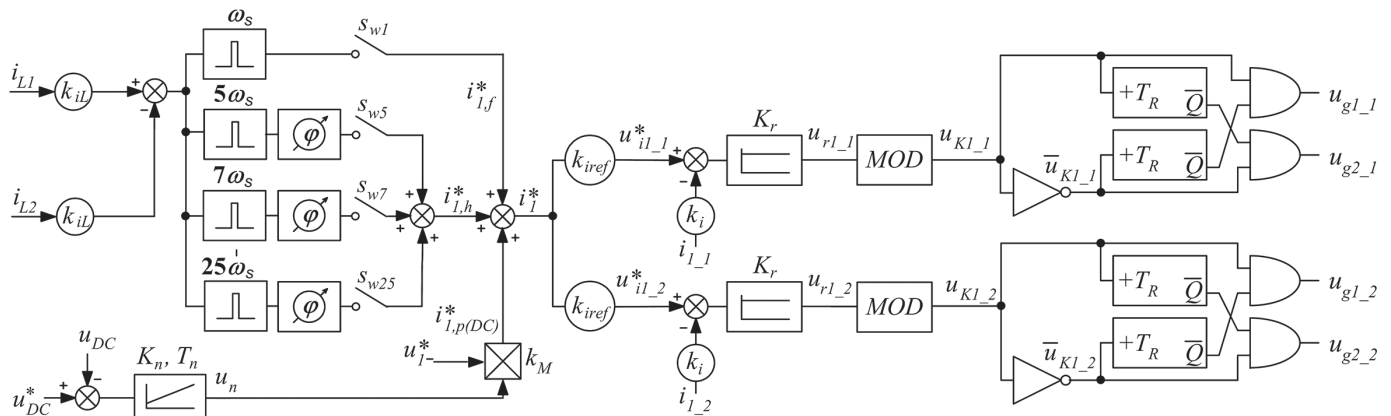 ω_s
s_w1
i_L1
k_iL
+
-
i*_1,f
5ω_s
φ
s_w5
i_L2
k_iL
7ω_s
φ
s_w7
+
+
+
i*_1,h
+
+
+
i*_1
25ω_s
φ
s_w25
i*_1,p(DC)
u_DC
K_n, T_n
u_n
u*_1
k_M
u*_DC
+
-
k_iref
u*_i1_1
+
-
k_i
i_1_1
K_r
u_r1_1
MOD
u_K1_1
+T_R Q̅
+T_R Q̅
u̅_K1_1
u_g1_1
u_g2_1
k_iref
u*_i1_2
+
-
k_i
i_1_2
K_r
u_r1_2
MOD
u_K1_2
+T_R Q̅
+T_R Q̅
u̅_K1_2
u_g1_2
u_g2_2